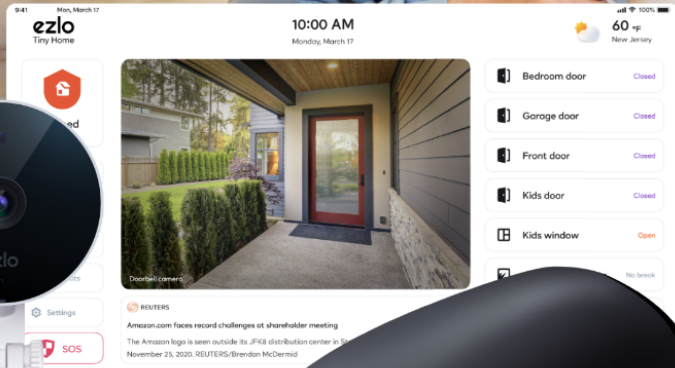 9:41 Mon, March 17
100%
ezlo
Tiny Home
10:00 AM
Monday, March 17
60 °F
New Jersey
Bedroom door Closed
Garage door Closed
Front door Closed
Kids door Closed
Kids window Open
No break
Doorbell camera
Settings
SOS
REUTERS
Amazon.com faces record challenges at shareholder meeting
The Amazon logo is seen outside its JFK8 distribution center in
November 25, 2020. REUTERS/Brendan McDermid